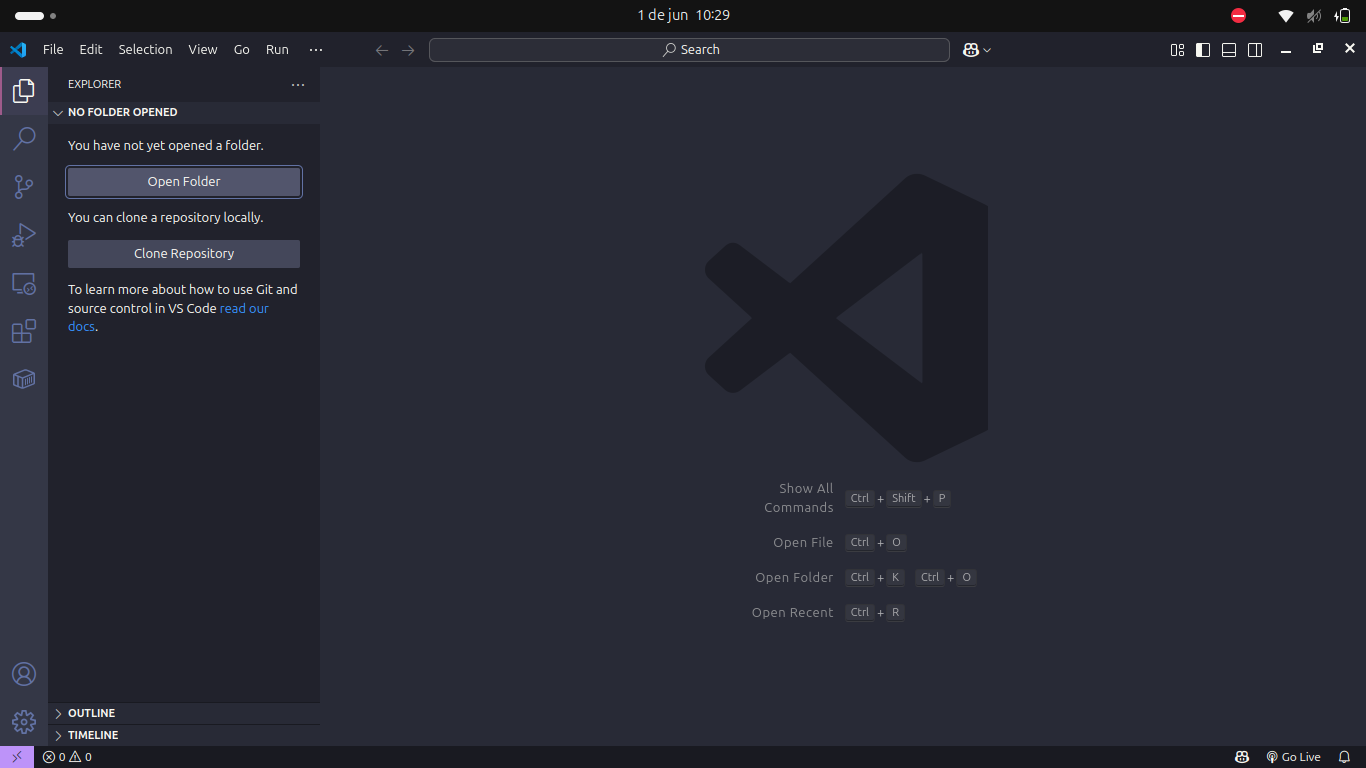 1 de jun 10:29
File Edit Selection View Go Run
Search
EXPLORER
NO FOLDER OPENED
You have not yet opened a folder.
Open Folder
You can clone a repository locally.
Clone Repository
To learn more about how to use Git and
source control in VS Code read our
docs.
Show All
Commands Ctrl + Shift + P
Open File Ctrl + O
Open Folder Ctrl + K Ctrl + O
Open Recent Ctrl + R
OUTLINE
TIMELINE
0 0 Go Live